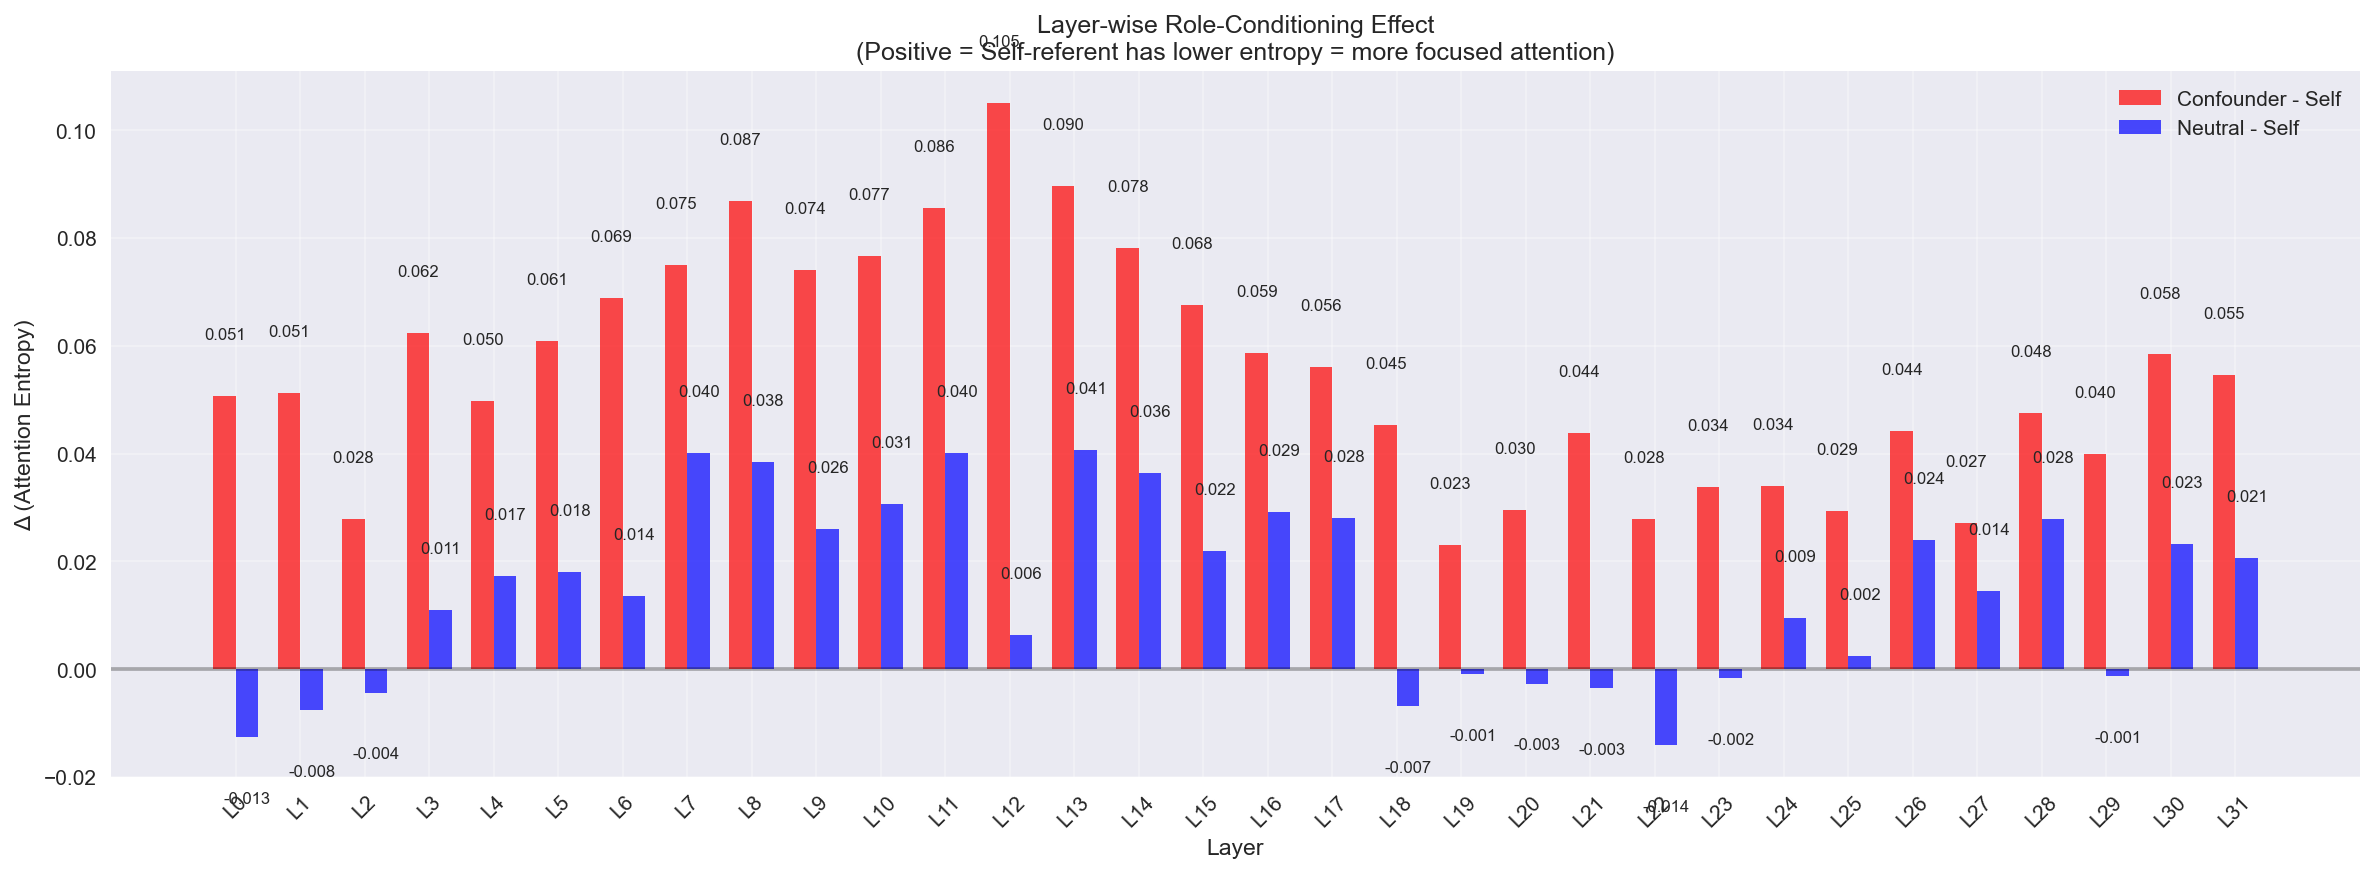 Layer-wise Role-Conditioning Effect
(Positive = Self-referent has lower entropy = more focused attention)
Confounder - Self
Neutral - Self
Δ (Attention Entropy)
0.10
0.08
0.06
0.04
0.02
0.00
−0.02
0.051
0.051
0.028
0.062
0.050
0.061
0.069
0.075
0.087
0.074
0.077
0.086
0.105
0.090
0.078
0.068
0.059
0.056
0.045
0.023
0.030
0.044
0.028
0.034
0.034
0.029
0.044
0.027
0.048
0.040
0.058
0.055
-0.013
-0.008
-0.004
0.011
0.017
0.018
0.014
0.040
0.038
0.026
0.031
0.040
0.006
0.041
0.036
0.022
0.029
0.028
-0.007
-0.001
-0.003
-0.003
-0.014
-0.002
0.009
0.002
0.024
0.014
0.028
-0.001
0.023
0.021
L0
L1
L2
L3
L4
L5
L6
L7
L8
L9
L10
L11
L12
L13
L14
L15
L16
L17
L18
L19
L20
L21
L22
L23
L24
L25
L26
L27
L28
L29
L30
L31
Layer